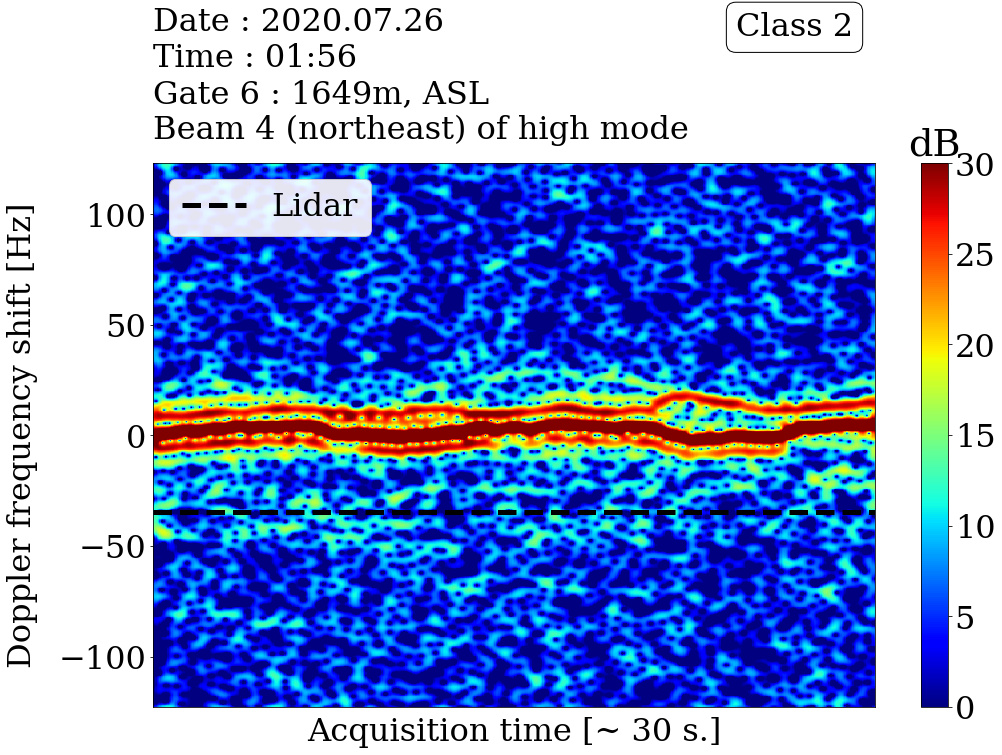 Date : 2020.07.26
Class 2
Time : 01:56
Gate 6 : 1649m, ASL
Beam 4 (northeast) of high mode
dB
Lidar
Doppler frequency shift [Hz]
100
50
0
−50
−100
30
25
20
15
10
5
0
Acquisition time [~ 30 s.]